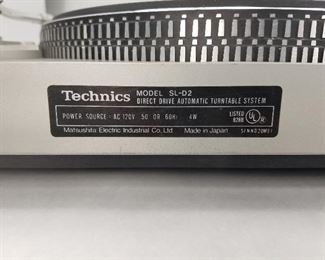 Technics MODEL SL-D2
DIRECT DRIVE AUTOMATIC TURNTABLE SYSTEM
POWER SOURCE - AC 120V 50 OR 60Hz 4W
LISTED
UL
Matsushita Electric Industrial Co., Ltd. Made in Japan